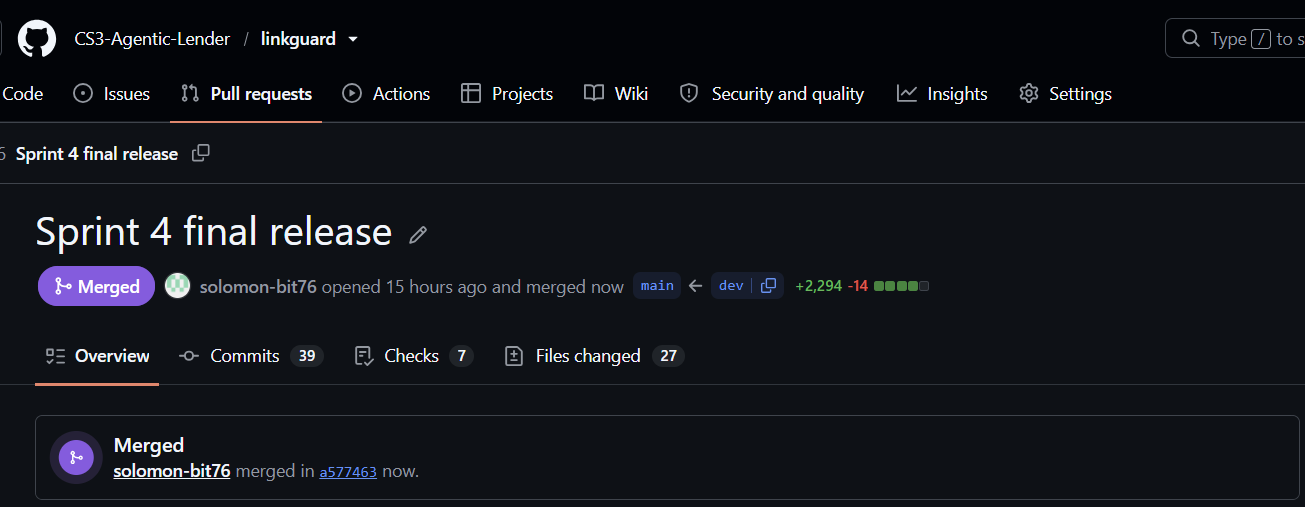 CS3-Agentic-Lender / linkguard
Type / to s
Code Issues Pull requests Actions Projects Wiki Security and quality Insights Settings
Sprint 4 final release
Sprint 4 final release
Merged solomon-bit76 opened 15 hours ago and merged now main ← dev +2,294 -14
Overview Commits 39 Checks 7 Files changed 27
Merged
solomon-bit76 merged in a577463 now.